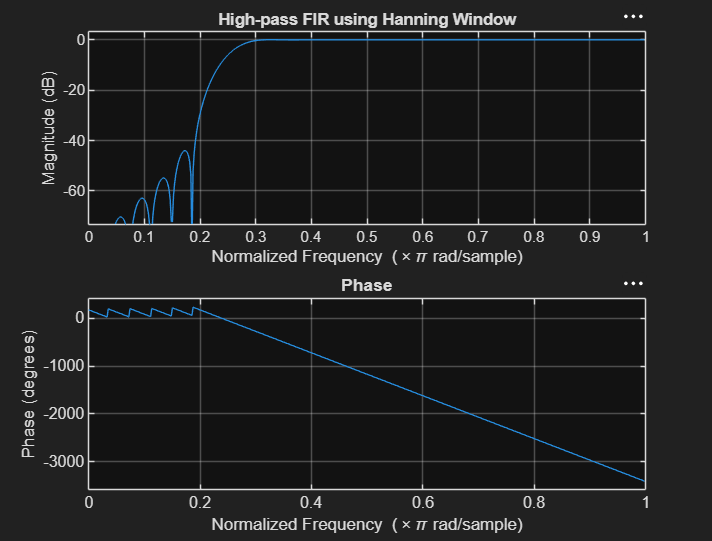 High-pass FIR using Hanning Window
0
-20
-40
-60
Magnitude (dB)
0 0.1 0.2 0.3 0.4 0.5 0.6 0.7 0.8 0.9 1
Normalized Frequency (× π rad/sample)
Phase
0
-1000
-2000
-3000
Phase (degrees)
0 0.2 0.4 0.6 0.8 1
Normalized Frequency (× π rad/sample)